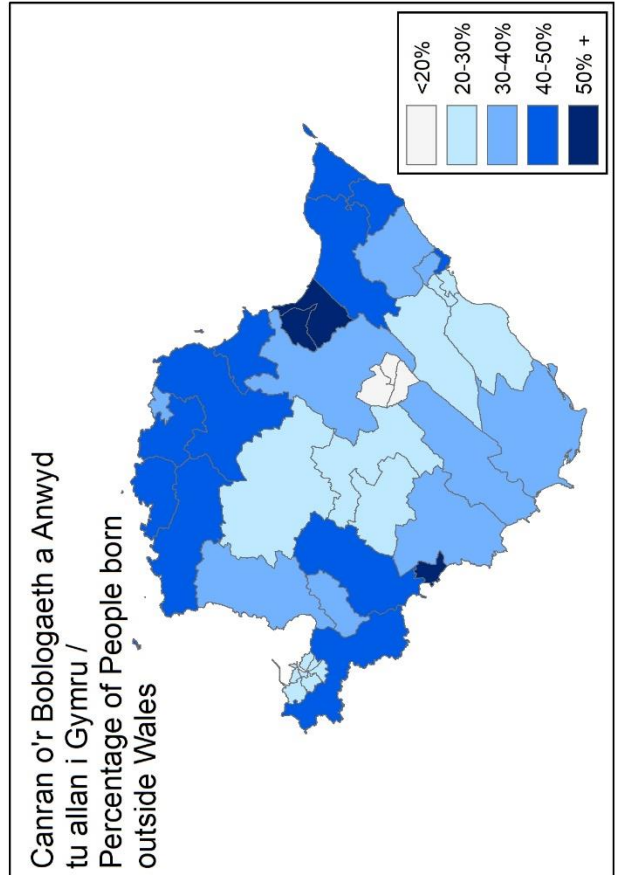 Canran o'r Boblogaeth a Anwyd
tu allan i Gymru /
Percentage of People born
outside Wales
<20%
20-30%
30-40%
40-50%
50% +